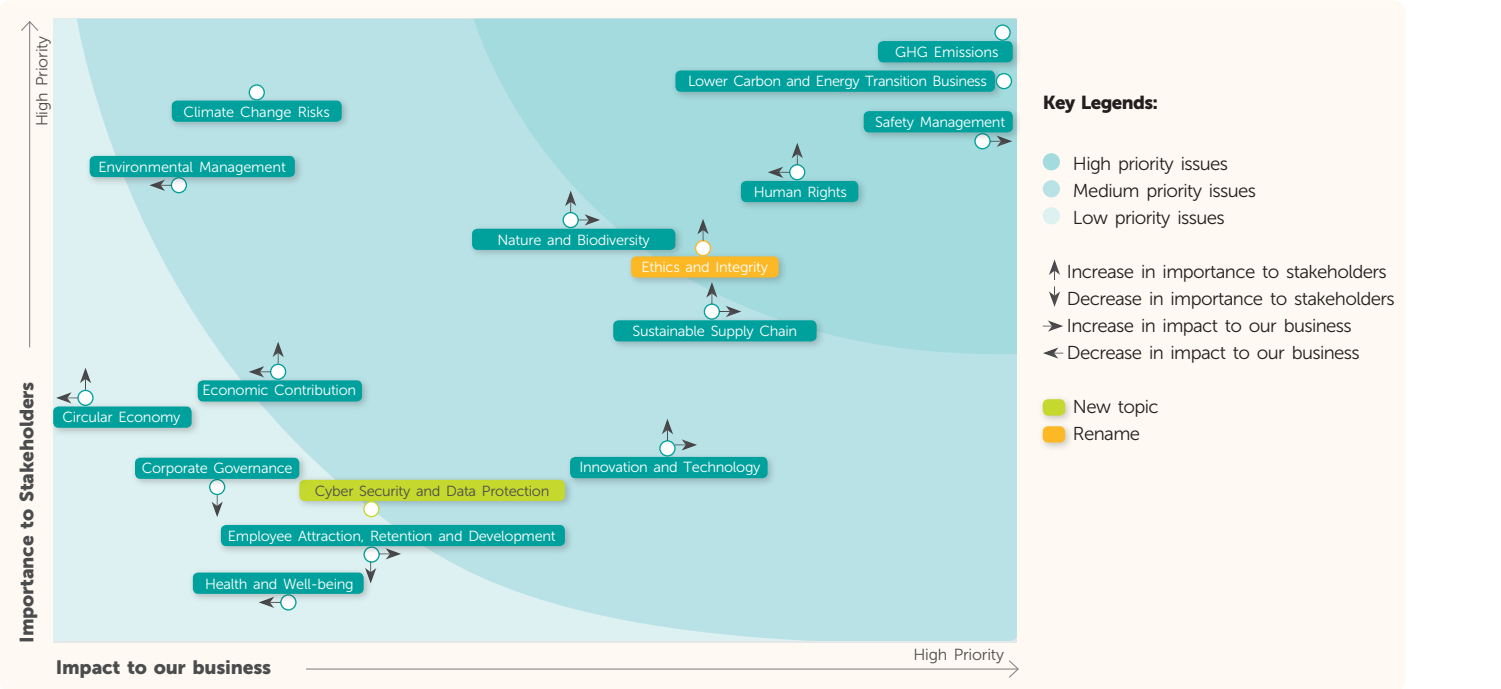 High Priority
Importance to Stakeholders
GHG Emissions
Lower Carbon and Energy Transition Business
Climate Change Risks
Safety Management
Environmental Management
Human Rights
Nature and Biodiversity
Ethics and Integrity
Sustainable Supply Chain
Economic Contribution
Circular Economy
Corporate Governance
Innovation and Technology
Cyber Security and Data Protection
Employee Attraction, Retention and Development
Health and Well-being
High Priority
Impact to our business
Key Legends:
High priority issues
Medium priority issues
Low priority issues
Increase in importance to stakeholders
Decrease in importance to stakeholders
Increase in impact to our business
Decrease in impact to our business
New topic
Rename